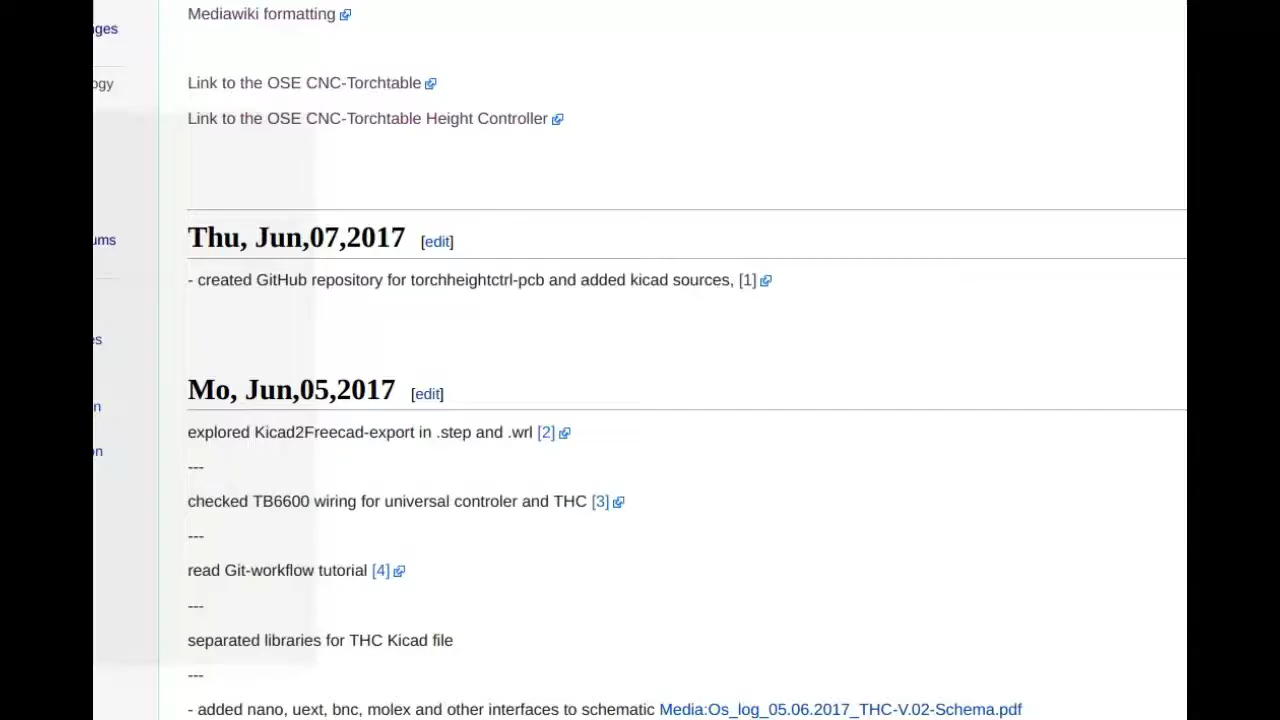 Mediawiki formatting
nges
ogy
Link to the OSE CNC-Torchtable
Link to the OSE CNC-Torchtable Height Controller
Thu, Jun,07,2017 [edit]
ums
- created GitHub repository for torchheightctrl-pcb and added kicad sources, [1]
es
Mo, Jun,05,2017 [edit]
n
explored Kicad2Freecad-export in .step and .wrl [2]
on
---
checked TB6600 wiring for universal controler and THC [3]
---
read Git-workflow tutorial [4]
---
separated libraries for THC Kicad file
---
- added nano, uext, bnc, molex and other interfaces to schematic Media:Os_log_05.06.2017_THC-V.02-Schema.pdf